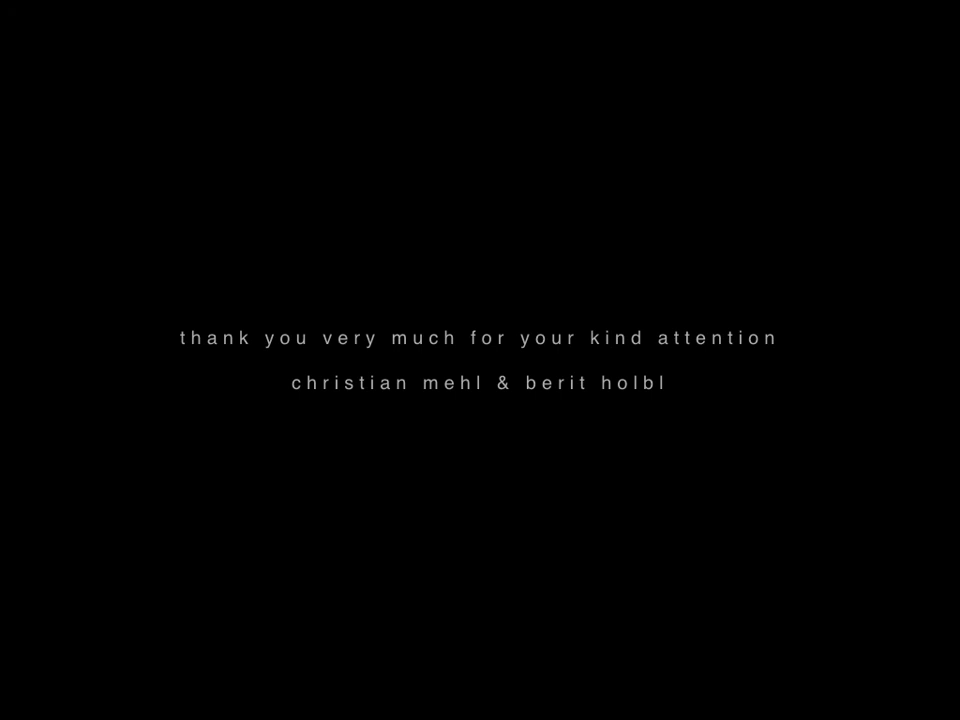 thank you very much for your kind attention
christian mehl & berit holbl